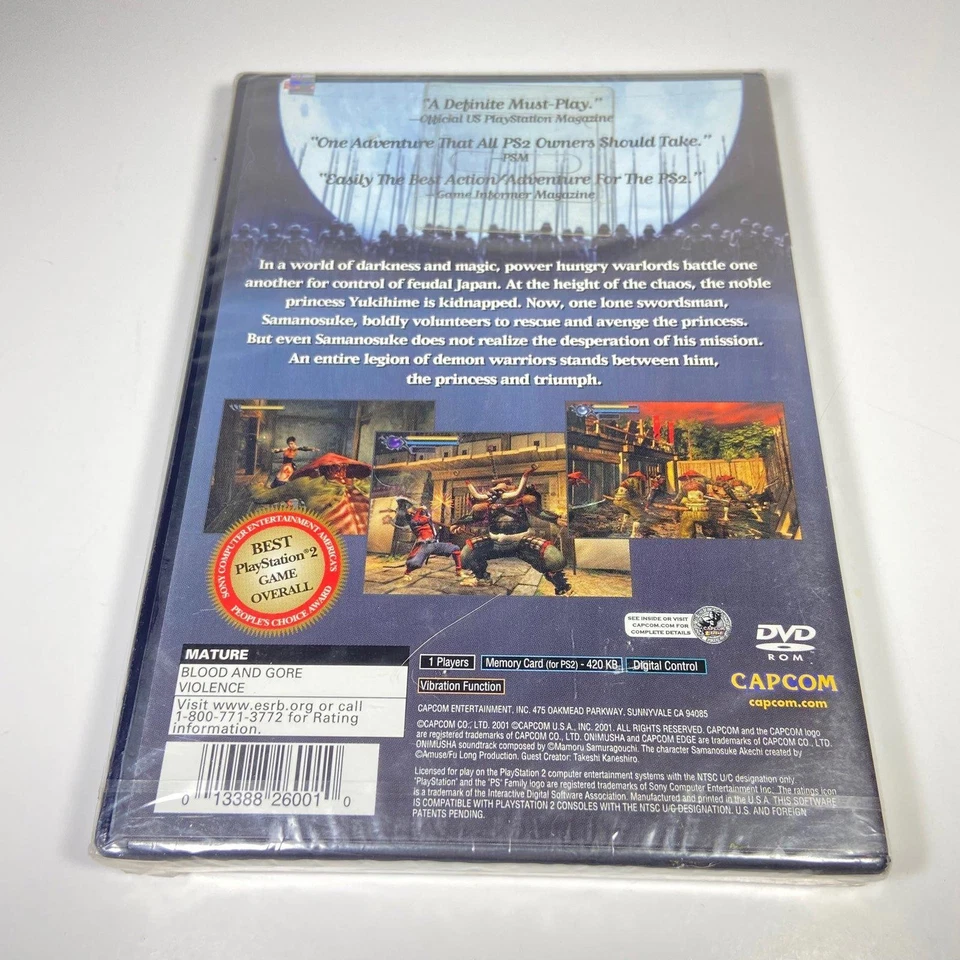 "A Definite Must-Play."
—Official US PlayStation Magazine
"One Adventure That All PS2 Owners Should Take."
—PSM
"Easily The Best Action/Adventure For The PS2."
—Game Informer Magazine
In a world of darkness and magic, power hungry warlords battle one
another for control of feudal Japan. At the height of the chaos, the noble
princess Yukihime is kidnapped. Now, one lone swordsman,
Samanosuke, boldly volunteers to rescue and avenge the princess.
But even Samanosuke does not realize the desperation of his mission.
An entire legion of demon warriors stands between him,
the princess and triumph.
SONY COMPUTER ENTERTAINMENT AMERICA'S
BEST
PlayStation®2
GAME
OVERALL
PEOPLE'S CHOICE AWARD
SEE INSIDE OR VISIT
CAPCOM.COM FOR
COMPLETE DETAILS
CAPCOM
EDGE
DVD
ROM
CAPCOM
capcom.com
MATURE
BLOOD AND GORE
VIOLENCE
Visit www.esrb.org or call
1-800-771-3772 for Rating
information.
1 Players
Memory Card (for PS2) - 420 KB
Digital Control
Vibration Function
CAPCOM ENTERTAINMENT, INC. 475 OAKMEAD PARKWAY, SUNNYVALE CA 94085
©CAPCOM CO., LTD. 2001 ©CAPCOM U.S.A., INC. 2001. ALL RIGHTS RESERVED. CAPCOM and the CAPCOM logo
are registered trademarks of CAPCOM CO., LTD. ONIMUSHA and CAPCOM EDGE are trademarks of CAPCOM CO., LTD.
ONIMUSHA soundtrack composed by ©Mamoru Samuragouchi. The character Samanosuke Akechi created by
©Amuse/Fu Long Production. Guest Creator: Takeshi Kaneshiro.
Licensed for play on the PlayStation 2 computer entertainment systems with the NTSC U/C designation only.
"PlayStation" and the "PS" Family logo are registered trademarks of Sony Computer Entertainment Inc. The ratings icon
is a trademark of the Interactive Digital Software Association. Manufactured and printed in the U.S.A. THIS SOFTWARE
IS COMPATIBLE WITH PLAYSTATION 2 CONSOLES WITH THE NTSC U/C DESIGNATION. U.S. AND FOREIGN
PATENTS PENDING.
0 13388 26001 0